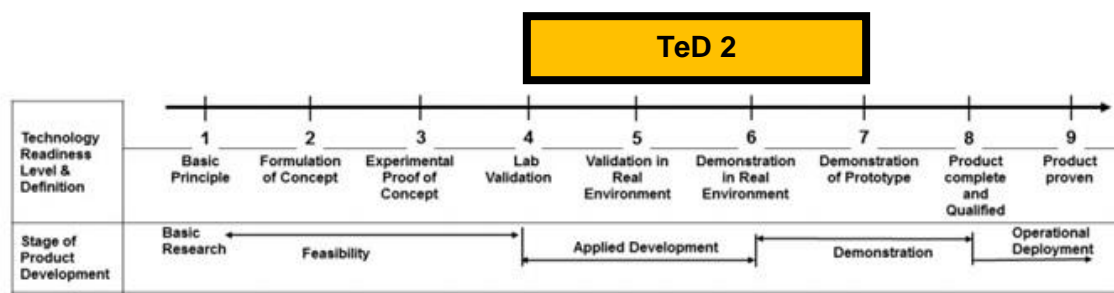 TeD 2
Technology
Readiness
Level &
Definition
1 2 3 4 5 6 7 8 9
Basic
Principle
Formulation
of Concept
Experimental
Proof of
Concept
Lab
Validation
Validation in
Real
Environment
Demonstration
in Real
Environment
Demonstration
of Prototype
Product
complete
and
Qualified
Product
proven
Stage of
Product
Development
Basic
Research
Feasibility
Applied Development
Demonstration
Operational
Deployment